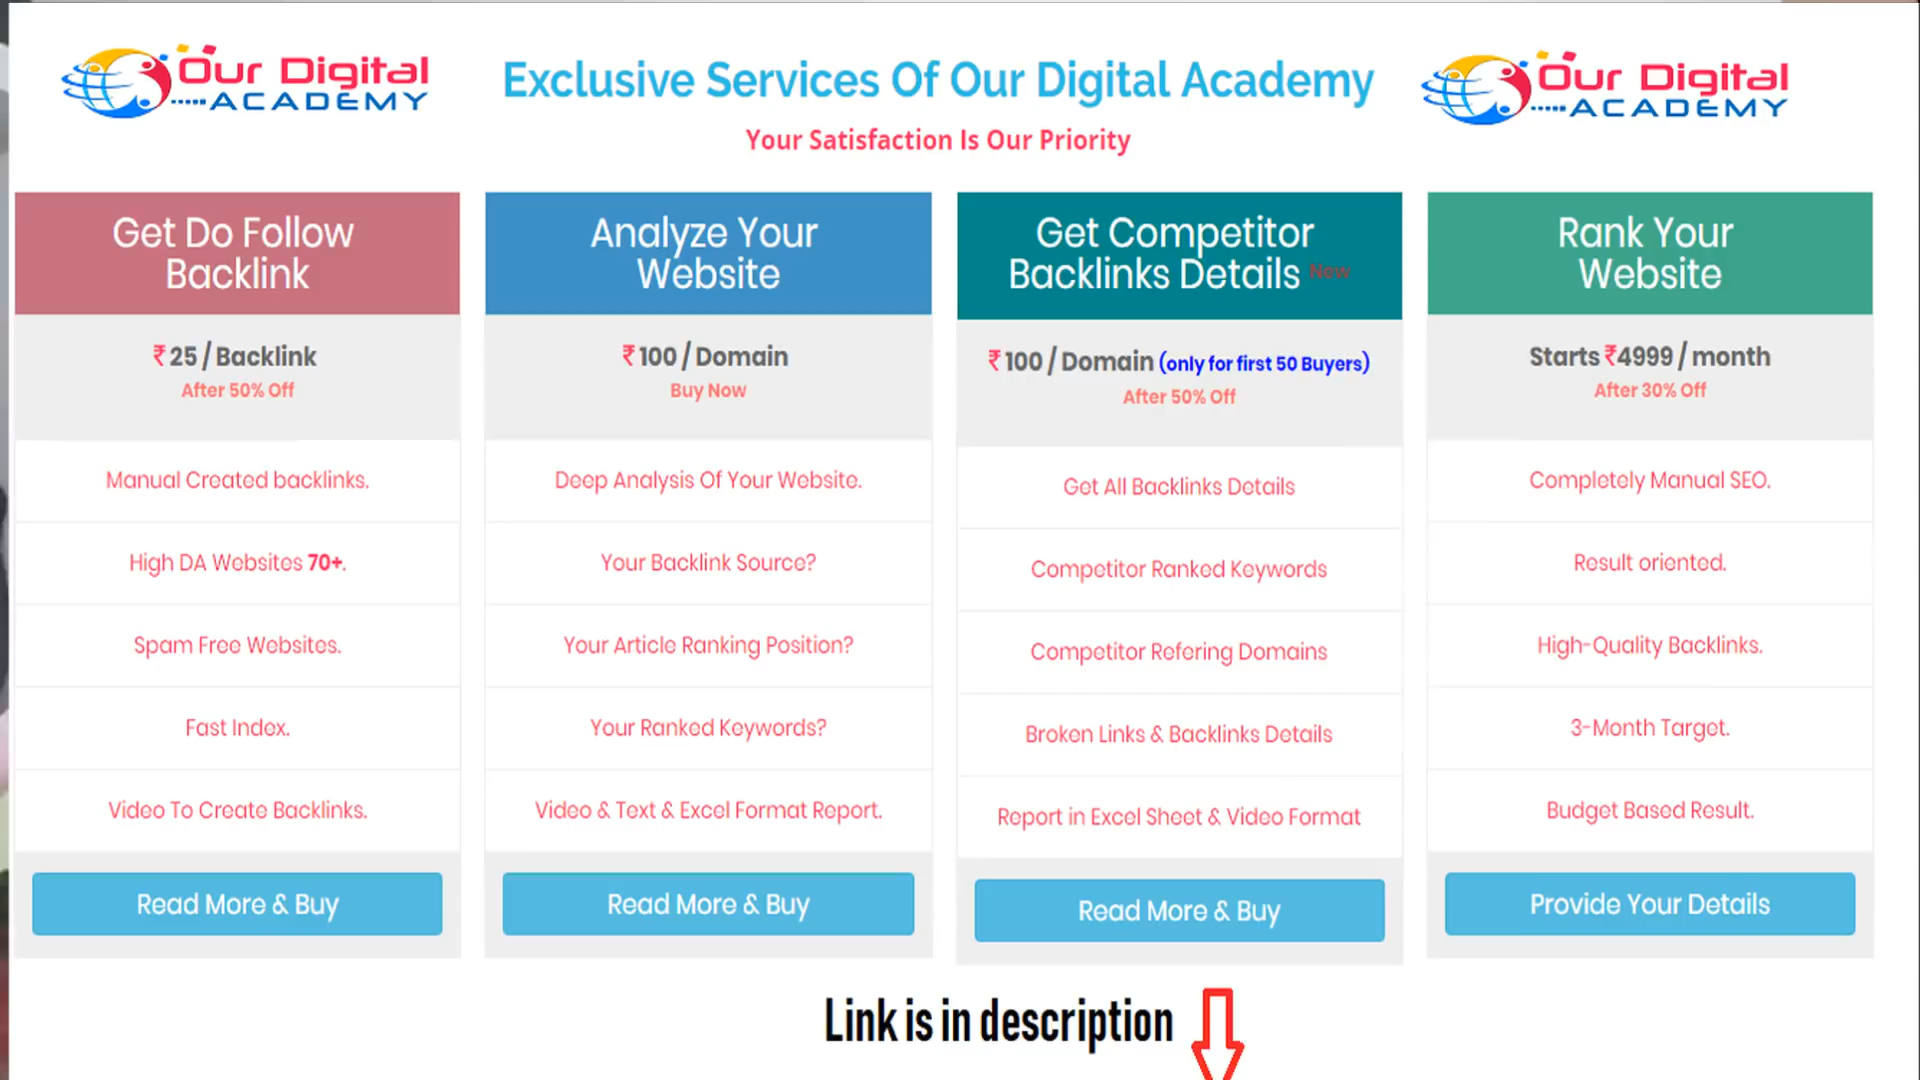 Our Digital
ACADEMY
Exclusive Services Of Our Digital Academy
Your Satisfaction Is Our Priority
Our Digital
ACADEMY
Get Do Follow
Backlink
₹25 / Backlink
After 50% Off
Manual Created backlinks.
High DA Websites 70+.
Spam Free Websites.
Fast Index.
Video To Create Backlinks.
Read More & Buy
Analyze Your
Website
₹100 / Domain
Buy Now
Deep Analysis Of Your Website.
Your Backlink Source?
Your Article Ranking Position?
Your Ranked Keywords?
Video & Text & Excel Format Report.
Read More & Buy
Get Competitor
Backlinks Details New
₹100 / Domain (only for first 50 Buyers)
After 50% Off
Get All Backlinks Details
Competitor Ranked Keywords
Competitor Refering Domains
Broken Links & Backlinks Details
Report in Excel Sheet & Video Format
Read More & Buy
Rank Your
Website
Starts ₹4999 / month
After 30% Off
Completely Manual SEO.
Result oriented.
High-Quality Backlinks.
3-Month Target.
Budget Based Result.
Provide Your Details
Link is in description